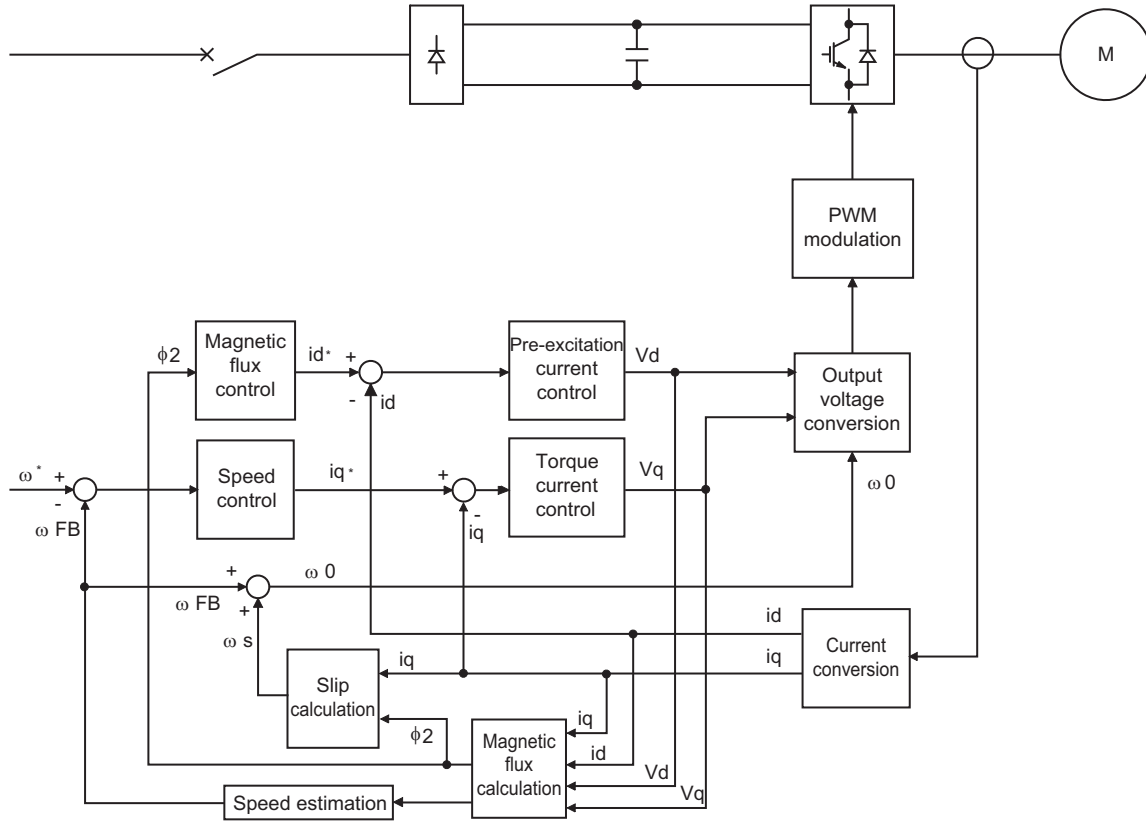 M
PWM
modulation
Magnetic
flux
control
ϕ2
id*
+
-
id
Pre-excitation
current
control
Vd
Output
voltage
conversion
ω*
+
-
ω FB
Speed
control
iq*
+
-
iq
Torque
current
control
Vq
ω 0
+
ω FB
+
ω s
ω 0
id
iq
Current
conversion
Slip
calculation
iq
ϕ2
iq
id
Vd
Vq
Magnetic
flux
calculation
Speed estimation